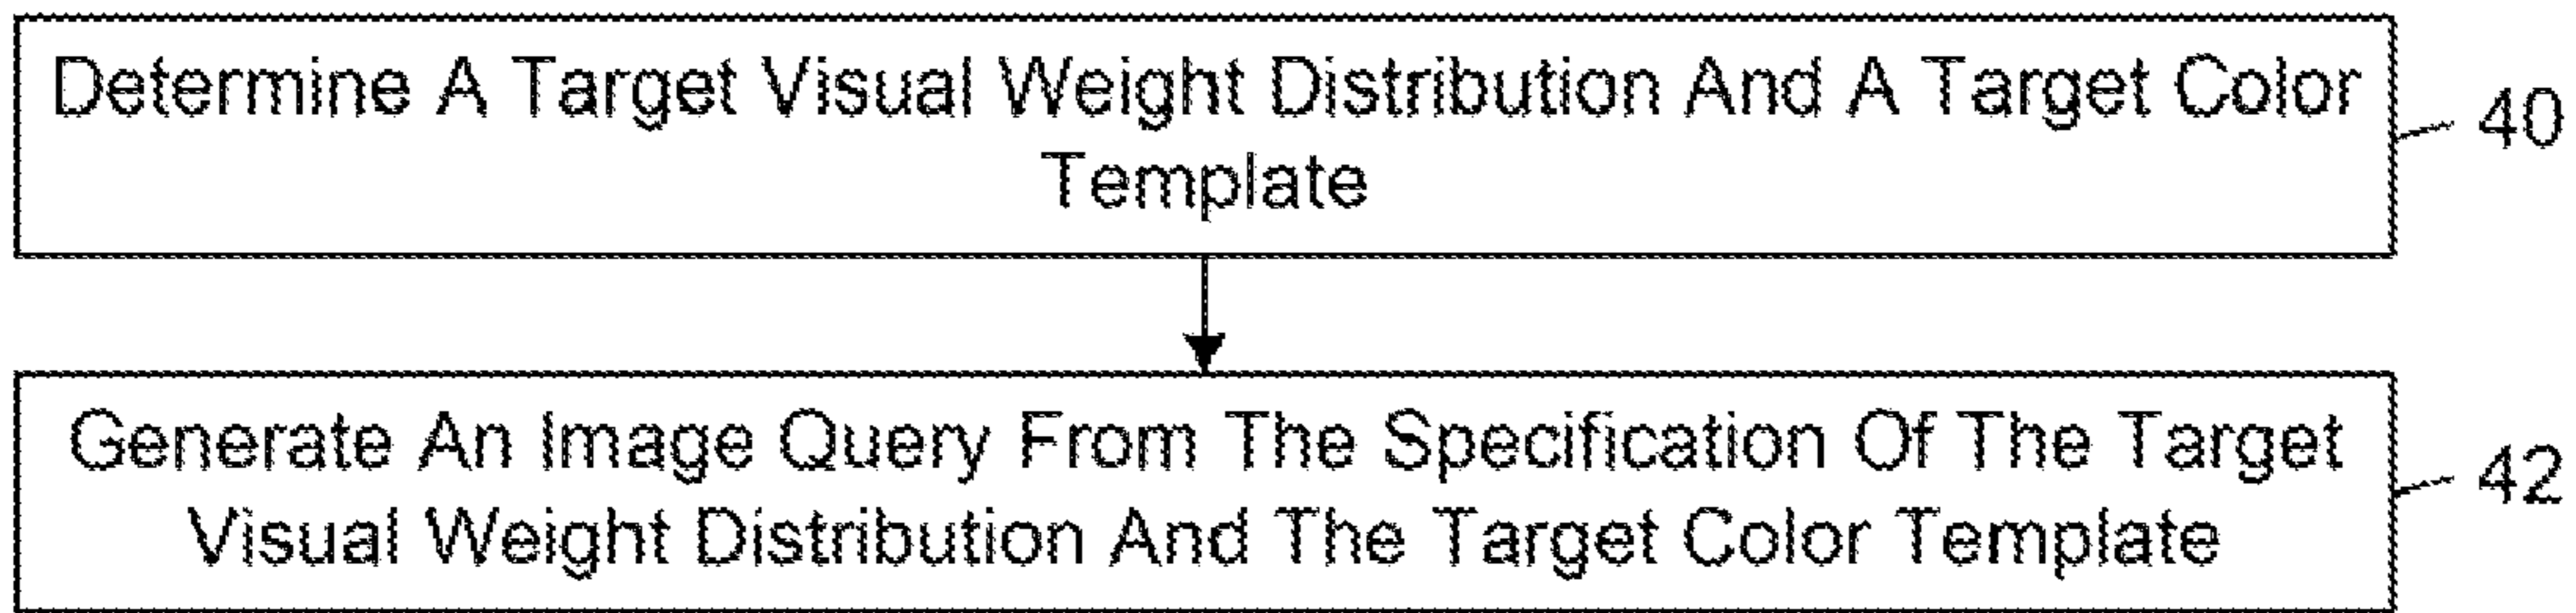 Determine A Target Visual Weight Distribution And A Target Color
Template
40
Generate An Image Query From The Specification Of The Target
Visual Weight Distribution And The Target Color Template
42